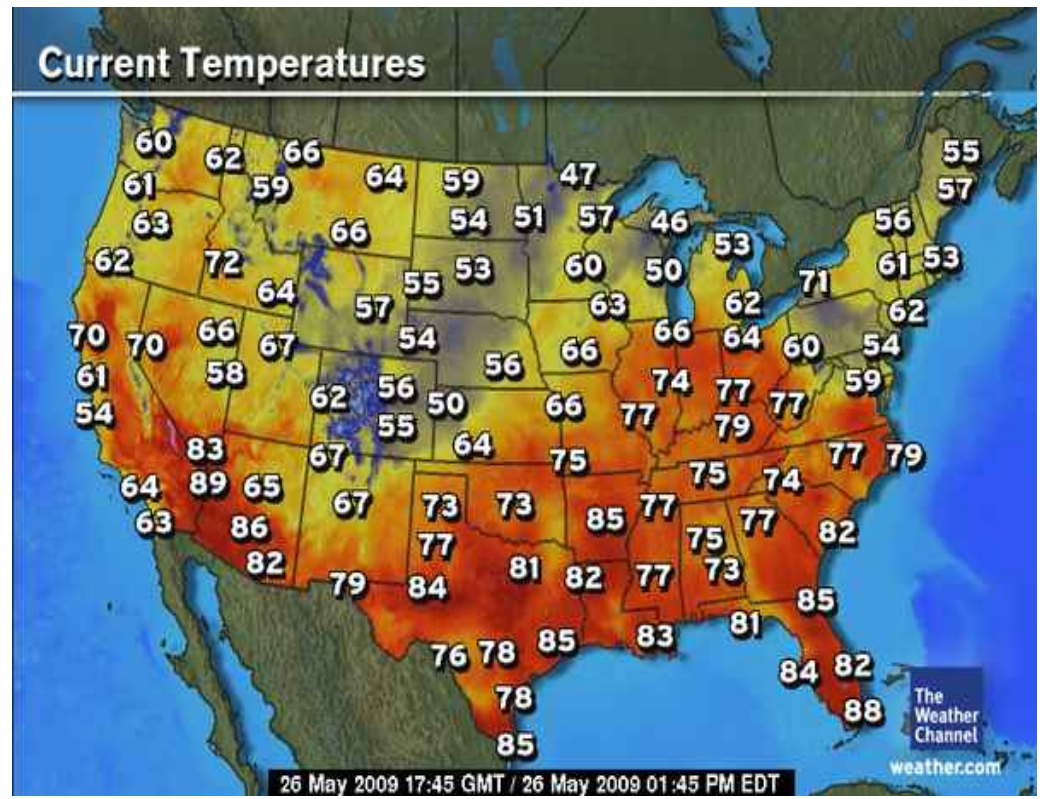 Current Temperatures
60 62 66 64 59 47 55
61 59 57
63 66 54 51 57 46 56
62 72 53 60 50 53 61 53
64 57 55 63 62 71 62
70 70 66 67 54 66 66 64 60 54
61 58 62 56 56 74 77 59
54 55 50 66 77 79 77
83 67 64 75 75 77 79
64 89 65 67 73 73 77 74
63 86 77 85 75 77 82
82 79 84 81 82 77 73
85
76 78 85 83 81
84 82
78 88
85
The
Weather
Channel
weather.com
26 May 2009 17:45 GMT / 26 May 2009 01:45 PM EDT